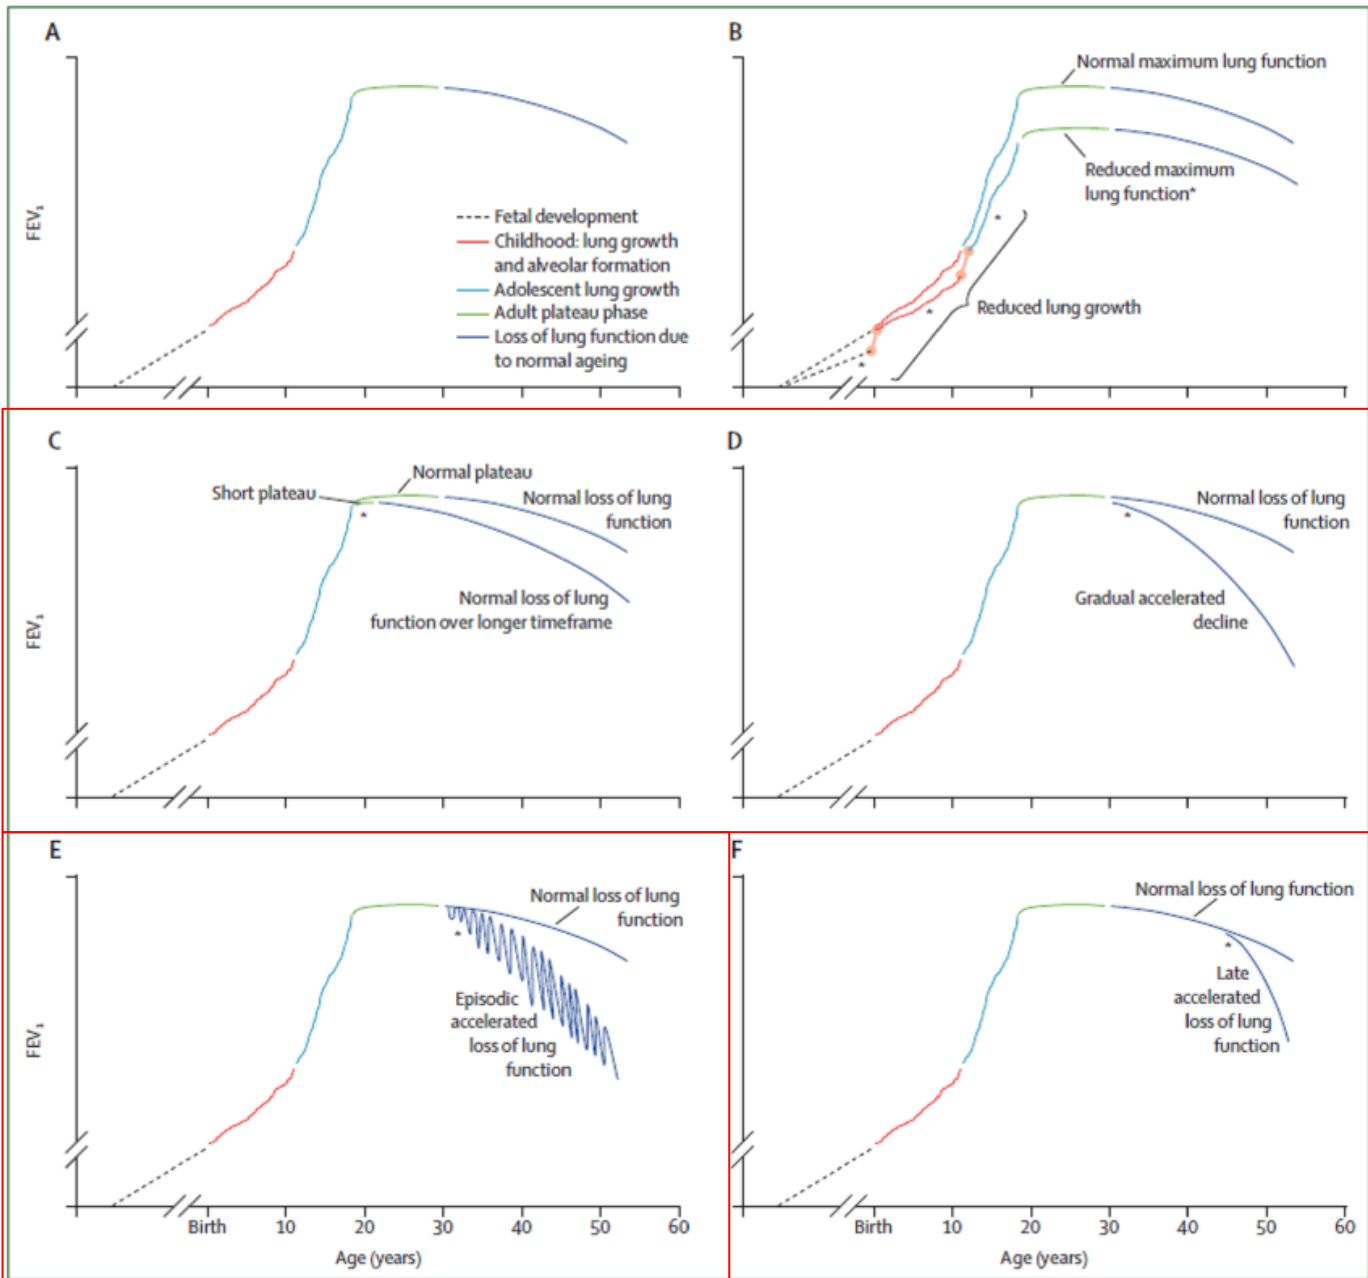 A
FEV₁
Fetal development
Childhood: lung growth
and alveolar formation
Adolescent lung growth
Adult plateau phase
Loss of lung function due
to normal ageing
B
Normal maximum lung function
Reduced maximum
lung function*
*
Reduced lung growth
*
*
C
Normal plateau
Short plateau
Normal loss of lung
function
*
Normal loss of lung
function over longer timeframe
FEV₁
D
Normal loss of lung
function
*
Gradual accelerated
decline
E
Normal loss of lung
function
*
Episodic
accelerated
loss of lung
function
FEV₁
Birth 10 20 30 40 50 60
Age (years)
F
Normal loss of lung function
*
Late
accelerated
loss of lung
function
Birth 10 20 30 40 50 60
Age (years)